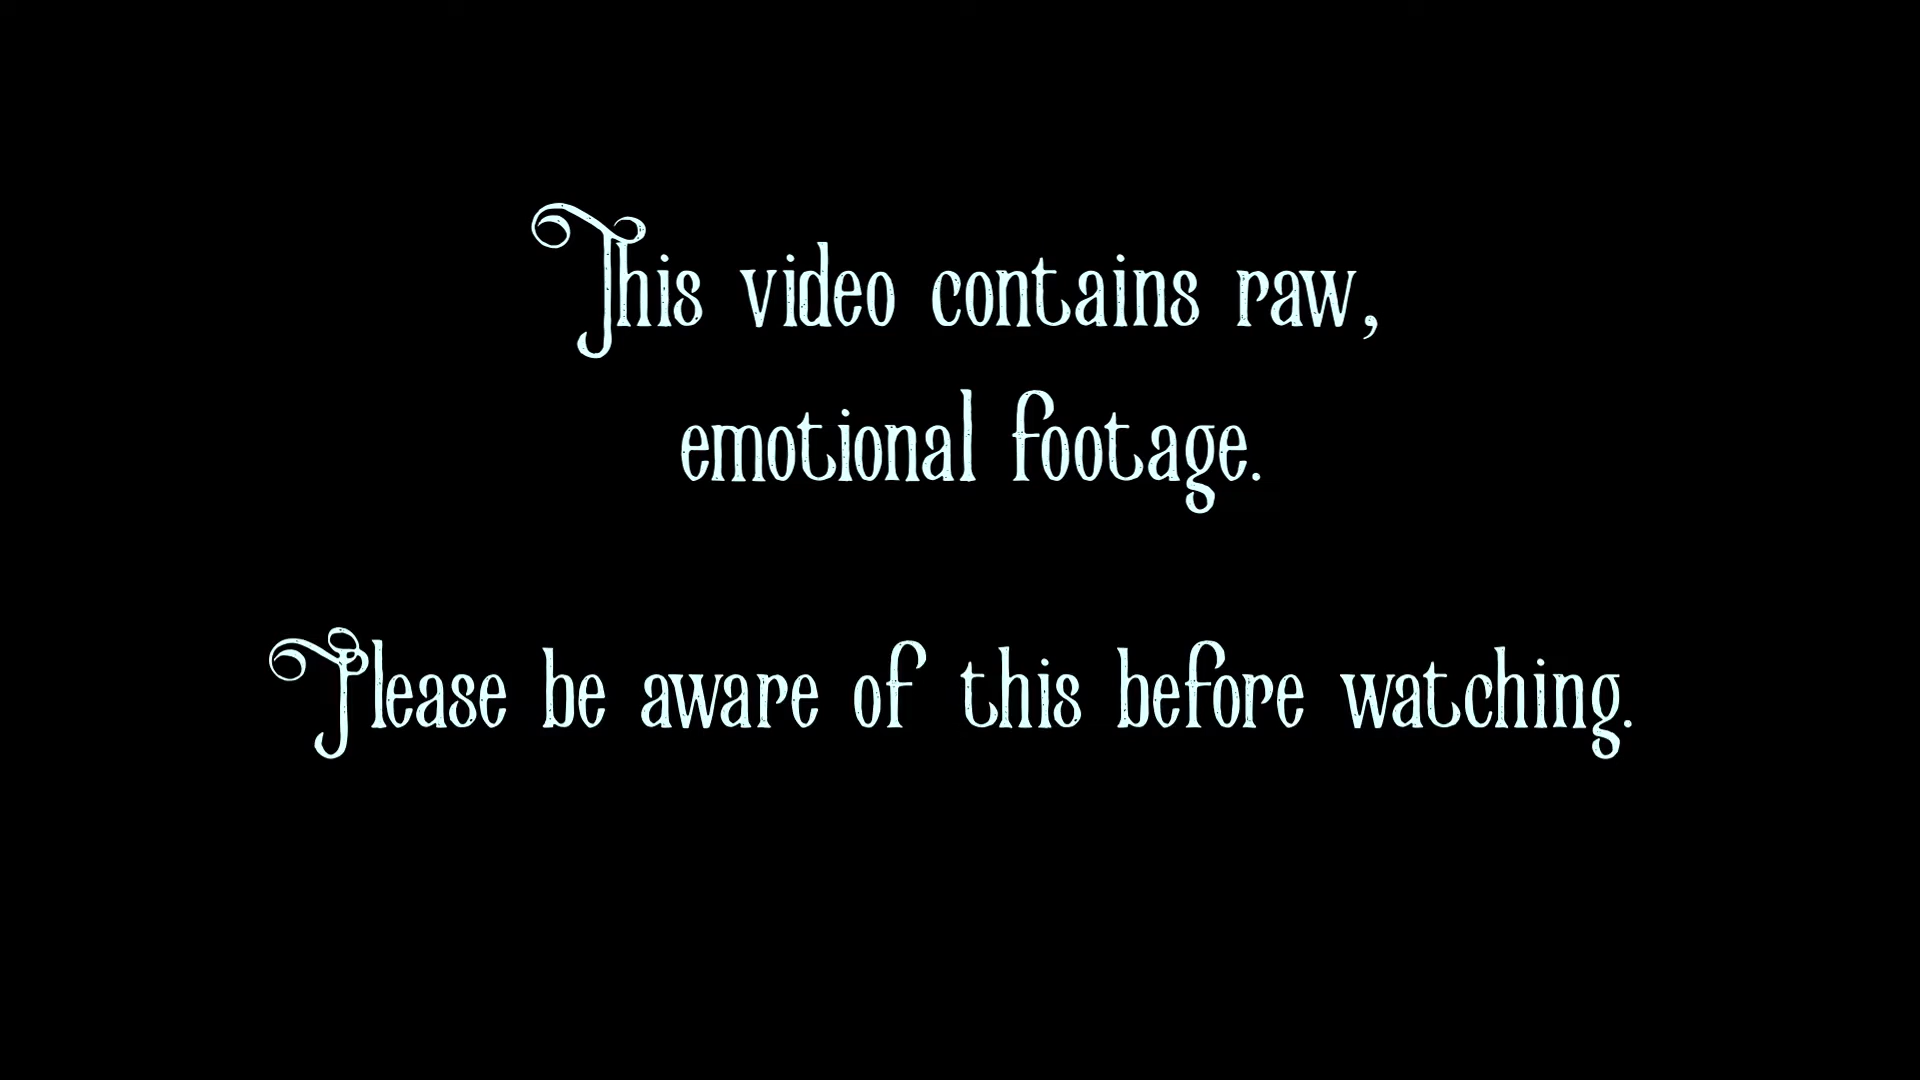 This video contains raw,
emotional footage.
Please be aware of this before watching.